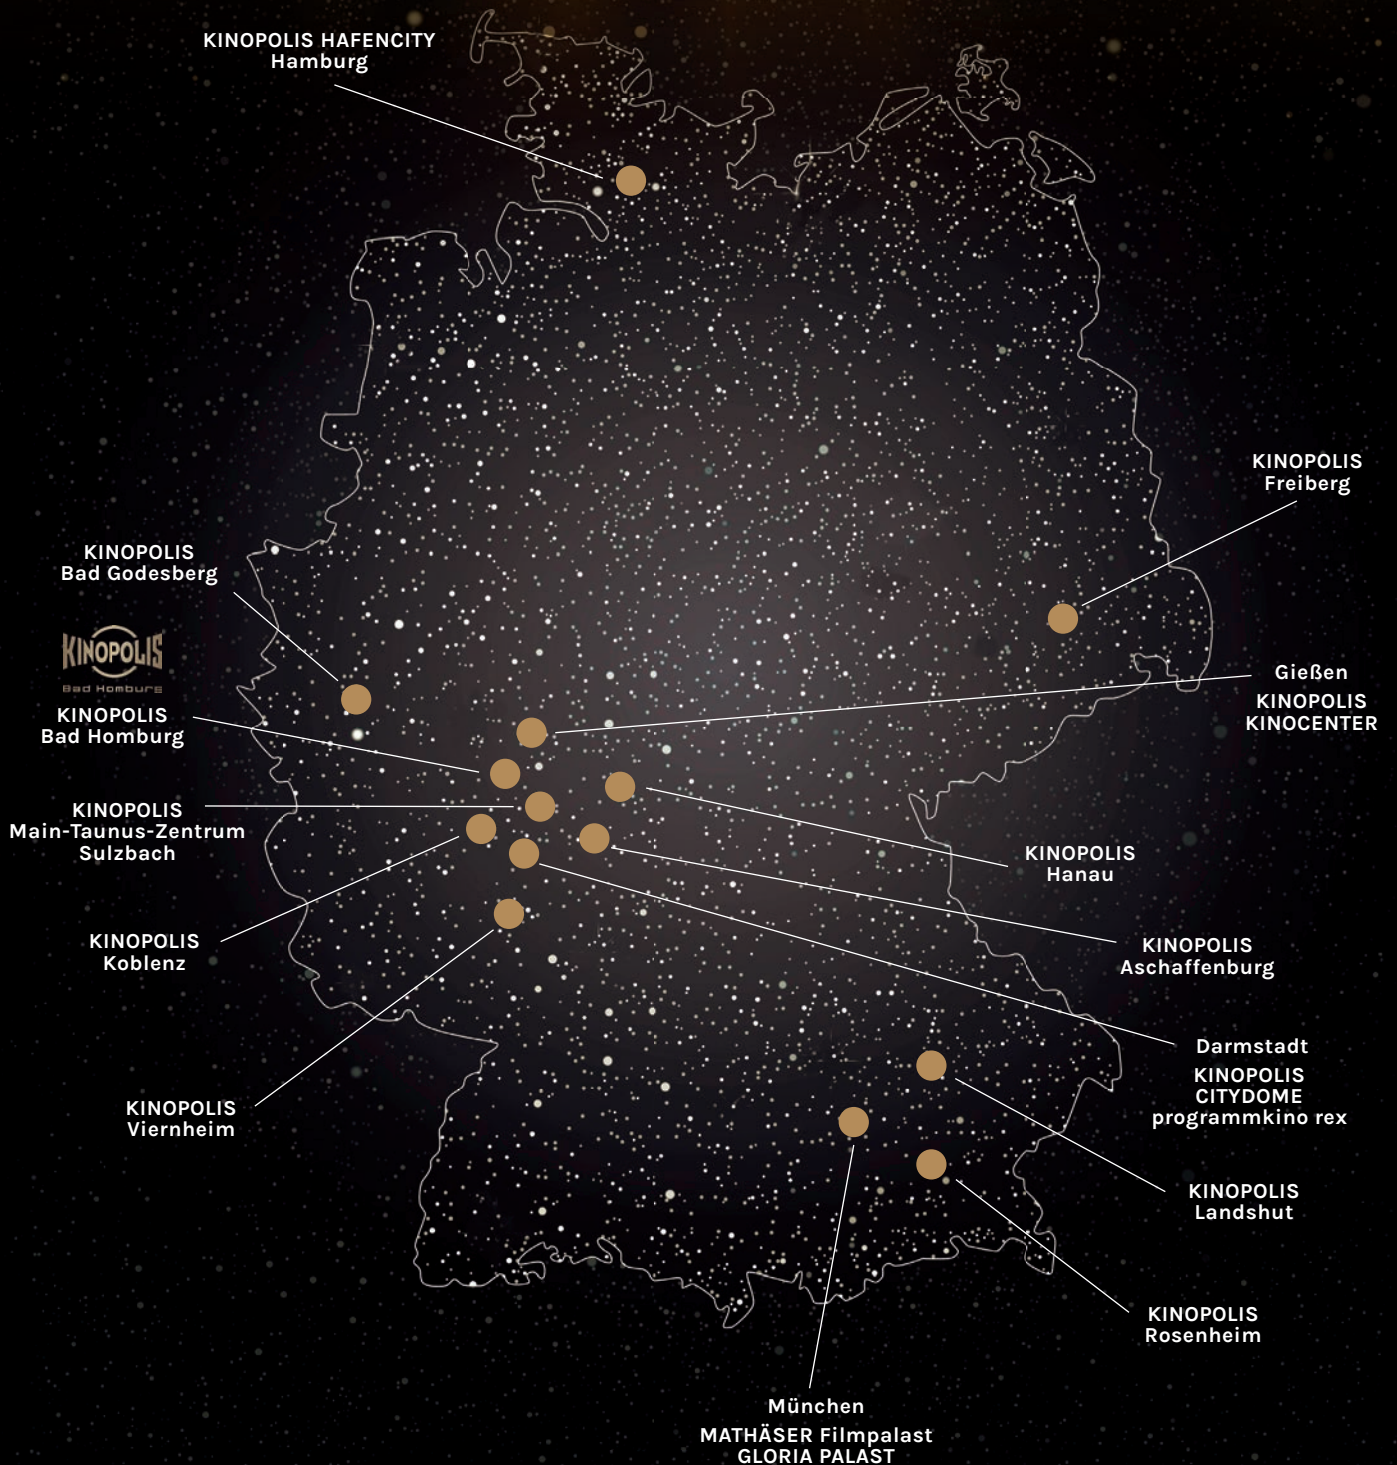 KINOPOLIS HAFENCITY
Hamburg
KINOPOLIS
Freiberg
KINOPOLIS
Bad Godesberg
KINOPOLIS
Bad Homburg
KINOPOLIS
Bad Homburg
Gießen
KINOPOLIS
KINOCENTER
KINOPOLIS
Main-Taunus-Zentrum
Sulzbach
KINOPOLIS
Hanau
KINOPOLIS
Koblenz
KINOPOLIS
Aschaffenburg
Darmstadt
KINOPOLIS
CITYDOME
programmkino rex
KINOPOLIS
Viernheim
KINOPOLIS
Landshut
KINOPOLIS
Rosenheim
München
MATHÄSER Filmpalast
GLORIA PALAST